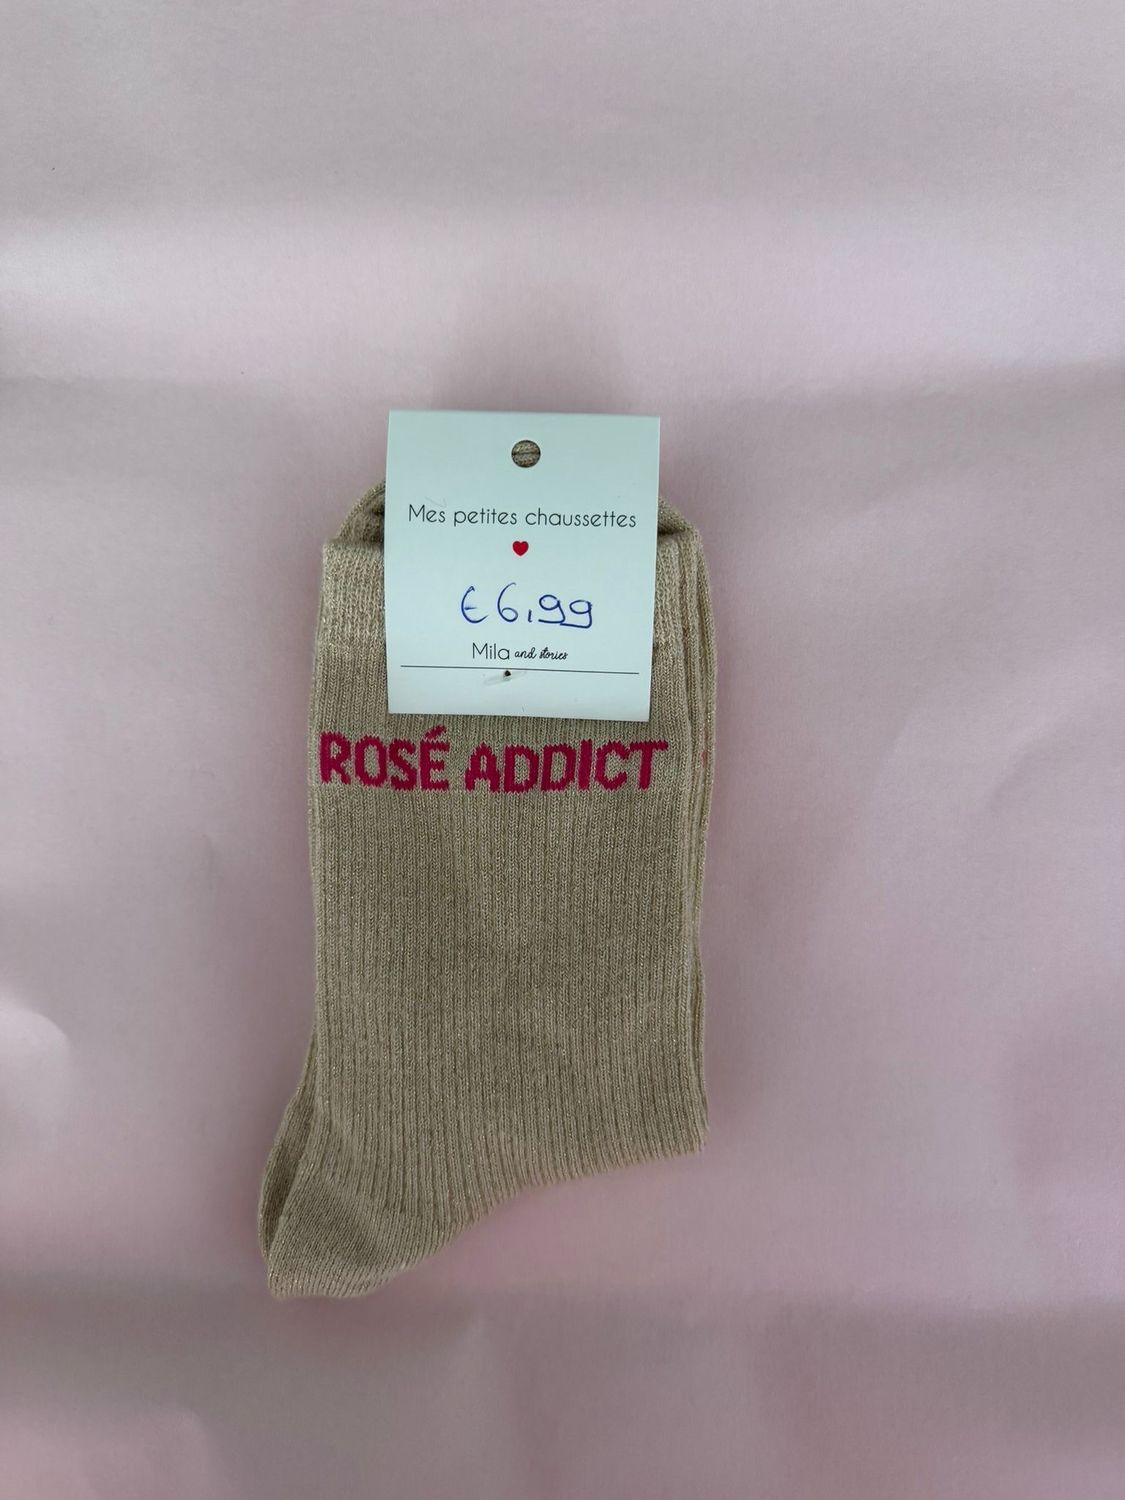 Mes petites chaussettes
€6,99
Mila and stories
ROSÉ ADDICT